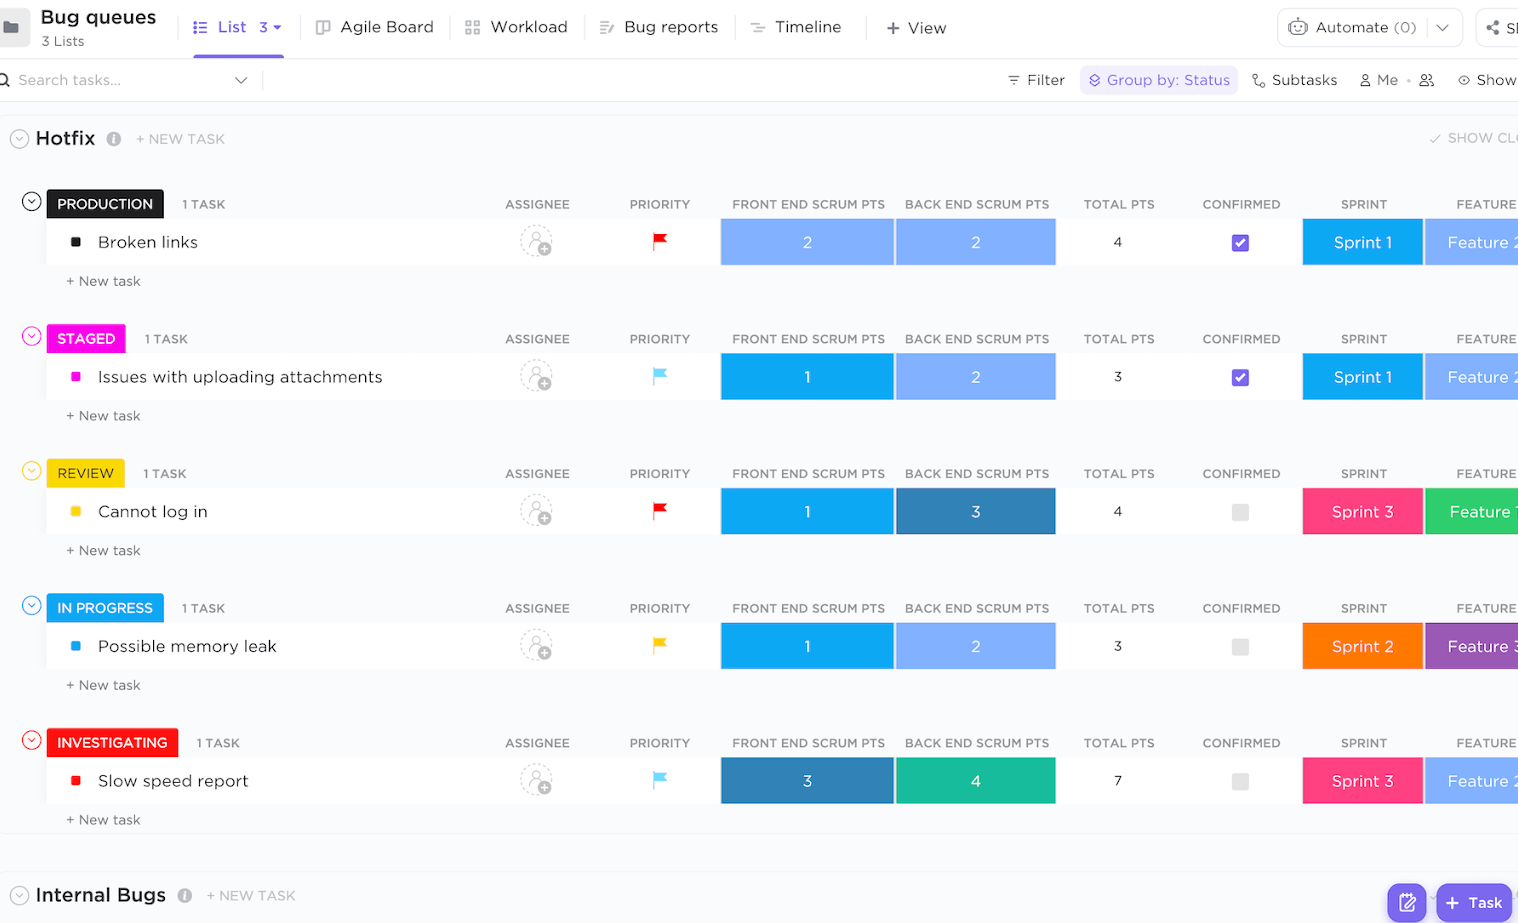 Bug queues
3 Lists
List 3
Agile Board
Workload
Bug reports
Timeline
+ View
Automate (0)
Search tasks...
Filter
Group by: Status
Subtasks
Me
Show
Hotfix
+ NEW TASK
SHOW CLO
PRODUCTION 1 TASK ASSIGNEE PRIORITY FRONT END SCRUM PTS BACK END SCRUM PTS TOTAL PTS CONFIRMED SPRINT FEATURE
Broken links 2 2 4 Sprint 1 Feature 2
+ New task
STAGED 1 TASK ASSIGNEE PRIORITY FRONT END SCRUM PTS BACK END SCRUM PTS TOTAL PTS CONFIRMED SPRINT FEATURE
Issues with uploading attachments 1 2 3 Sprint 1 Feature 2
+ New task
REVIEW 1 TASK ASSIGNEE PRIORITY FRONT END SCRUM PTS BACK END SCRUM PTS TOTAL PTS CONFIRMED SPRINT FEATURE
Cannot log in 1 3 4 Sprint 3 Feature
+ New task
IN PROGRESS 1 TASK ASSIGNEE PRIORITY FRONT END SCRUM PTS BACK END SCRUM PTS TOTAL PTS CONFIRMED SPRINT FEATURE
Possible memory leak 1 2 3 Sprint 2 Feature 3
+ New task
INVESTIGATING 1 TASK ASSIGNEE PRIORITY FRONT END SCRUM PTS BACK END SCRUM PTS TOTAL PTS CONFIRMED SPRINT FEATURE
Slow speed report 3 4 7 Sprint 3 Feature 2
+ New task
Internal Bugs
+ NEW TASK
+ Task